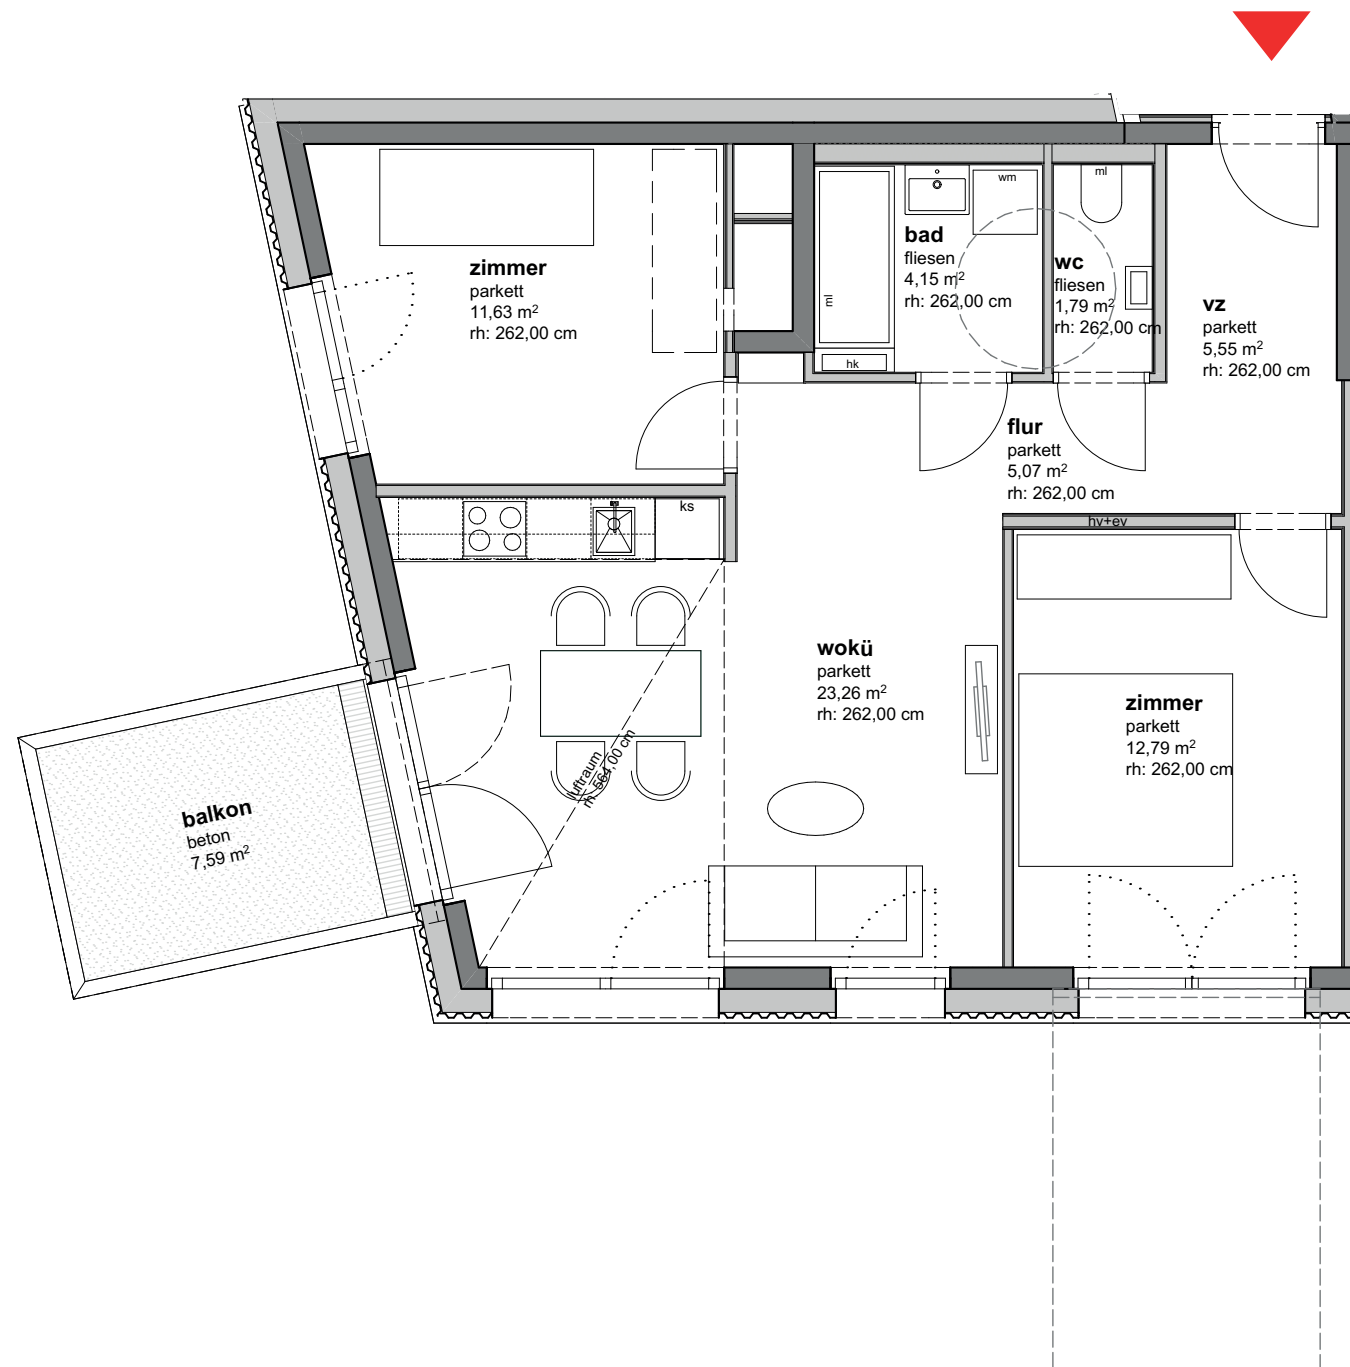 zimmer
parkett
11,63 m²
rh: 262,00 cm
bad
fliesen
4,15 m²
rh: 262,00 cm
ml
hk
wm
ml
wc
fliesen
1,79 m²
rh: 262,00 cm
vz
parkett
5,55 m²
rh: 262,00 cm
flur
parkett
5,07 m²
rh: 262,00 cm
ks
hv+ev
wokü
parkett
23,26 m²
rh: 262,00 cm
luftraum
rh: 564,00 cm
zimmer
parkett
12,79 m²
rh: 262,00 cm
balkon
beton
7,59 m²